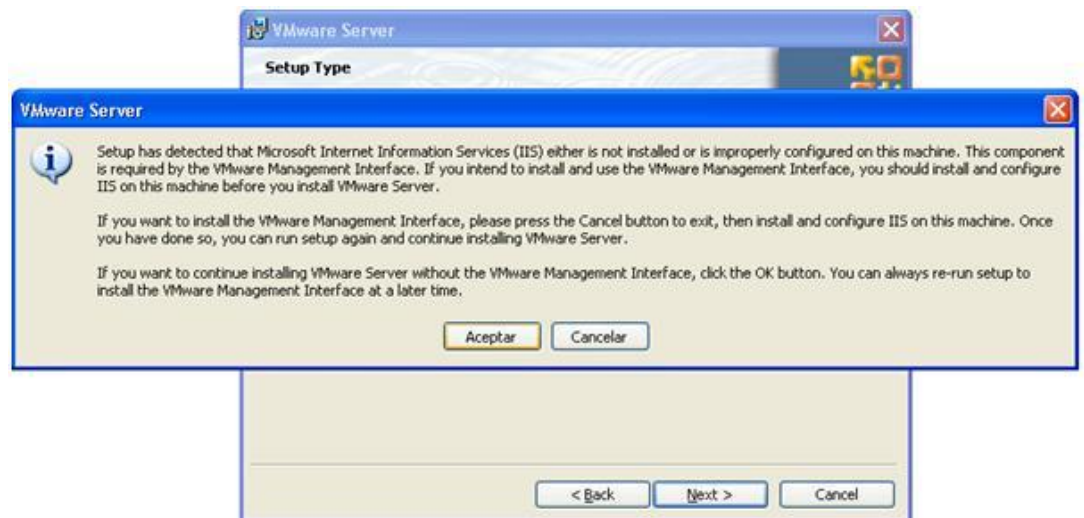 VMware Server
Setup Type
VMware Server
Setup has detected that Microsoft Internet Information Services (IIS) either is not installed or is improperly configured on this machine. This component
is required by the VMware Management Interface. If you intend to install and use the VMware Management Interface, you should install and configure
IIS on this machine before you install VMware Server.
If you want to install the VMware Management Interface, please press the Cancel button to exit, then install and configure IIS on this machine. Once
you have done so, you can run setup again and continue installing VMware Server.
If you want to continue installing VMware Server without the VMware Management Interface, click the OK button. You can always re-run setup to
install the VMware Management Interface at a later time.
Aceptar Cancelar
< Back Next > Cancel